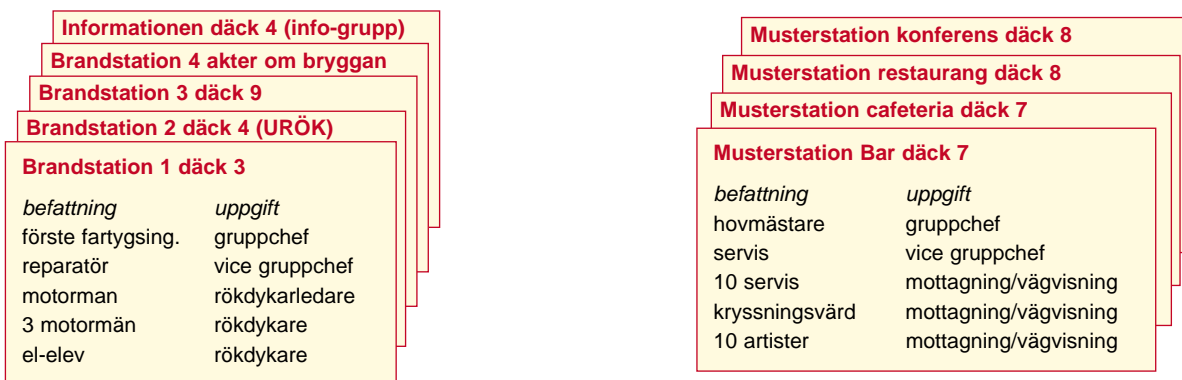 Informationen däck 4 (info-grupp)
Brandstation 4 akter om bryggan
Brandstation 3 däck 9
Brandstation 2 däck 4 (URÖK)
Brandstation 1 däck 3
befattning uppgift
förste fartygsing. gruppchef
reparatör vice gruppchef
motorman rökdykarledare
3 motormän rökdykare
el-elev rökdykare
Musterstation konferens däck 8
Musterstation restaurang däck 8
Musterstation cafeteria däck 7
Musterstation Bar däck 7
befattning uppgift
hovmästare gruppchef
servis vice gruppchef
10 servis mottagning/vägvisning
kryssningsvärd mottagning/vägvisning
10 artister mottagning/vägvisning